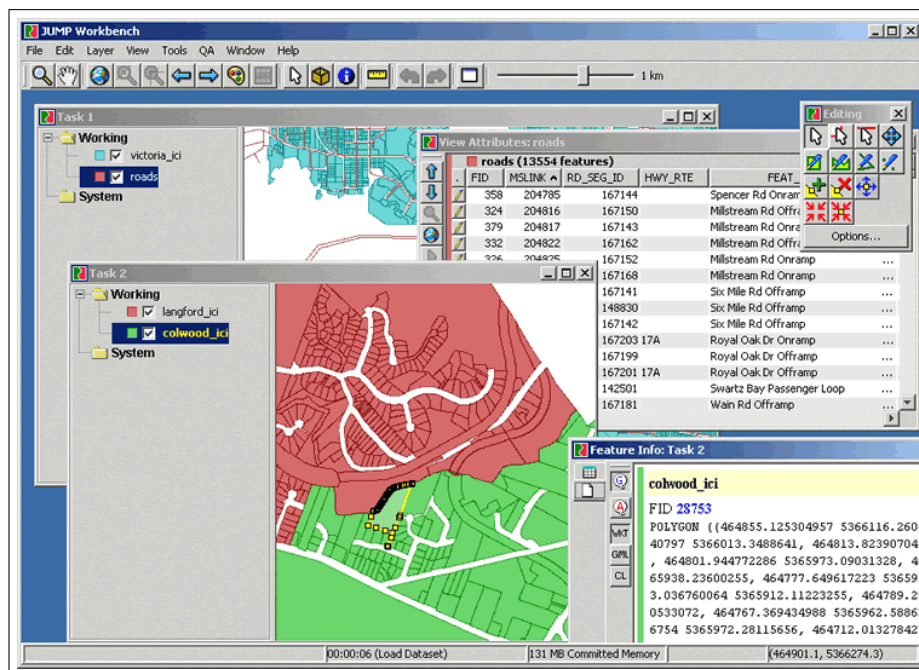 JUMP Workbench
File Edit Layer View Tools QA Window Help
1 km
Task 1
Working
victoria_ici
roads
System
View Attributes: roads
roads (13554 features)
. FID MSLINK RD_SEG_ID HWY_RTE FEAT_
358 204785 167144 Spencer Rd Onram
324 204816 167150 Millstream Rd Offra
379 204817 167143 Millstream Rd Onra
332 204822 167162 Millstream Rd Offra
326 204825 167152 Millstream Rd Onramp ...
167168 Millstream Rd Onramp ...
167141 Six Mile Rd Offramp ...
148830 Six Mile Rd Offramp ...
167142 Six Mile Rd Offramp ...
167203 17A Royal Oak Dr Onramp ...
167199 Royal Oak Dr Offramp ...
167201 17A Royal Oak Dr Offramp ...
142501 Swartz Bay Passenger Loop ...
167181 Wain Rd Offramp ...
Editing
Options...
Task 2
Working
langford_ici
colwood_ici
System
Feature Info: Task 2
G
A
WKT
GML
CL
colwood_ici
FID 28753
POLYGON ((464855.125304957 5366116.260
40797 5366013.3488641, 464813.82390704
, 464801.944772286 5365973.09031328, 4
65938.23600255, 464777.649617223 53659
3.036760064 5365912.11223255, 464789.2
0533072, 464767.369434988 5365962.5886
6754 5365972.28115656, 464712.01327842
00:00:06 (Load Dataset) 131 MB Committed Memory (464901.1, 5366274.3)